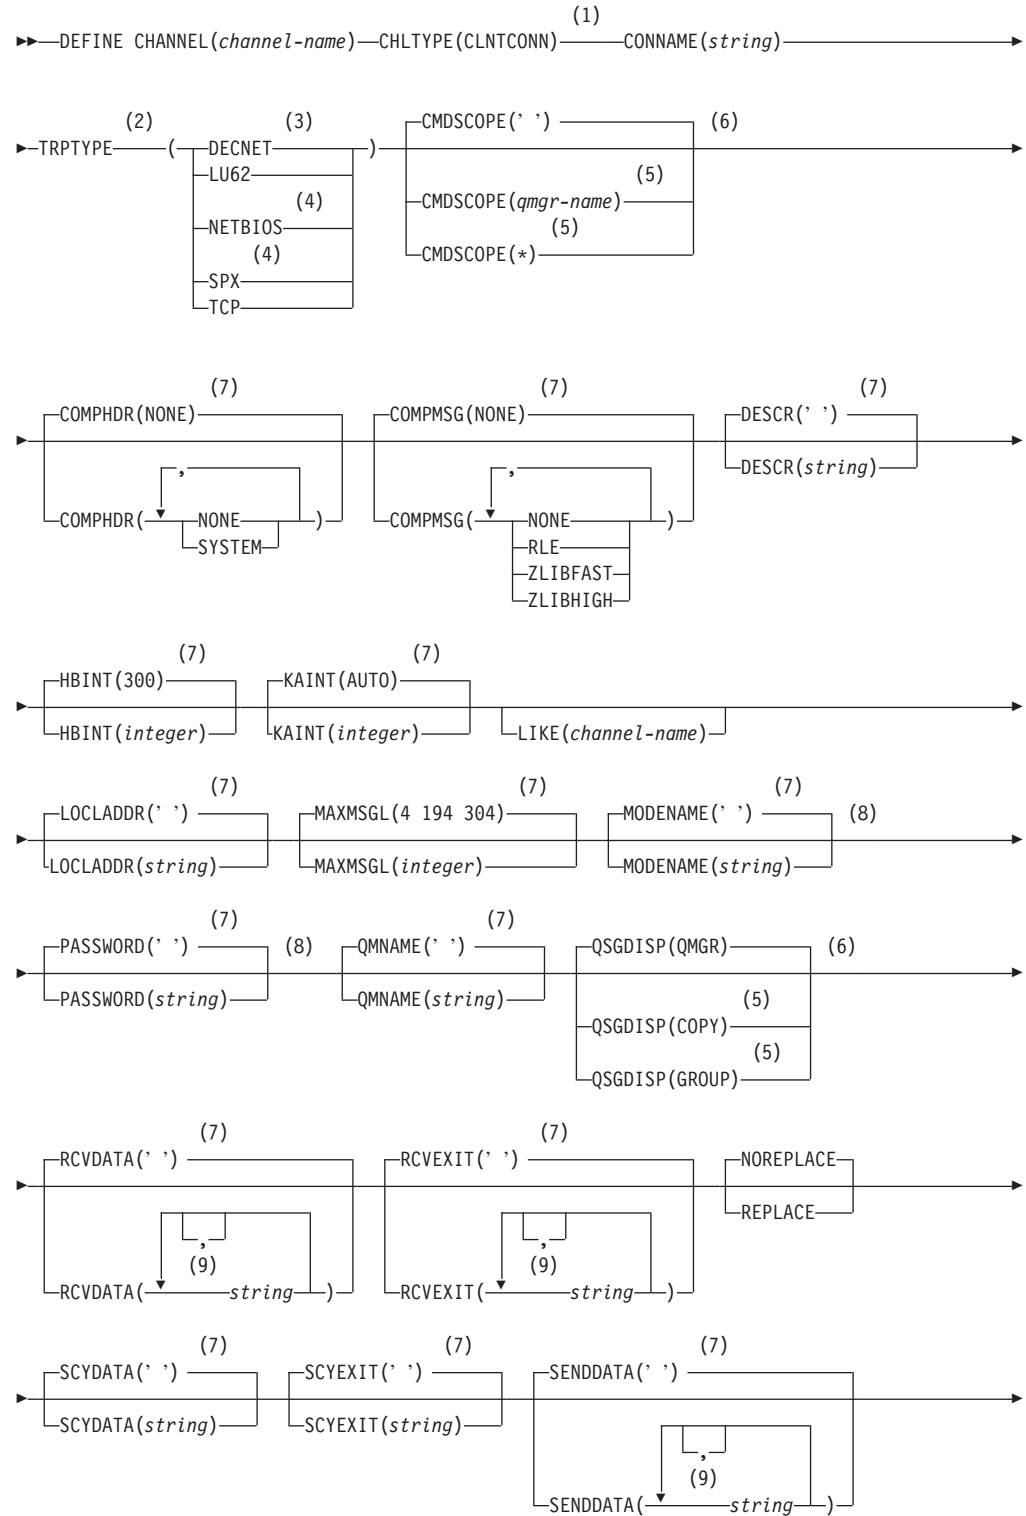 (1)
DEFINE CHANNEL(channel-name) CHLTYPE(CLNTCONN) CONNAME(string)
(2) (3) CMDSCOPE(’ ’) (6)
TRPTYPE ( DECNET )
LU62 (5)
(4) CMDSCOPE(qmgr-name)
NETBIOS (5)
(4) CMDSCOPE(*)
SPX
TCP
(7) (7) (7)
COMPHDR(NONE) COMPMSG(NONE) DESCR(’ ’)
, , DESCR(string)
COMPHDR( NONE ) COMPMSG( NONE )
SYSTEM RLE
ZLIBFAST
ZLIBHIGH
(7) (7)
HBINT(300) KAINT(AUTO)
HBINT(integer) KAINT(integer) LIKE(channel-name)
(7) (7) (7)
LOCLADDR(’ ’) MAXMSGL(4 194 304) MODENAME(’ ’) (8)
LOCLADDR(string) MAXMSGL(integer) MODENAME(string)
(7) (7)
PASSWORD(’ ’) (8) QMNAME(’ ’) QSGDISP(QMGR) (6)
PASSWORD(string) QMNAME(string) (5)
QSGDISP(COPY)
(5)
QSGDISP(GROUP)
(7) (7)
RCVDATA(’ ’) RCVEXIT(’ ’) NOREPLACE
REPLACE
, ,
(9) (9)
RCVDATA( string ) RCVEXIT( string )
(7) (7) (7)
SCYDATA(’ ’) SCYEXIT(’ ’) SENDDATA(’ ’)
SCYDATA(string) SCYEXIT(string)
,
(9)
SENDDATA( string )